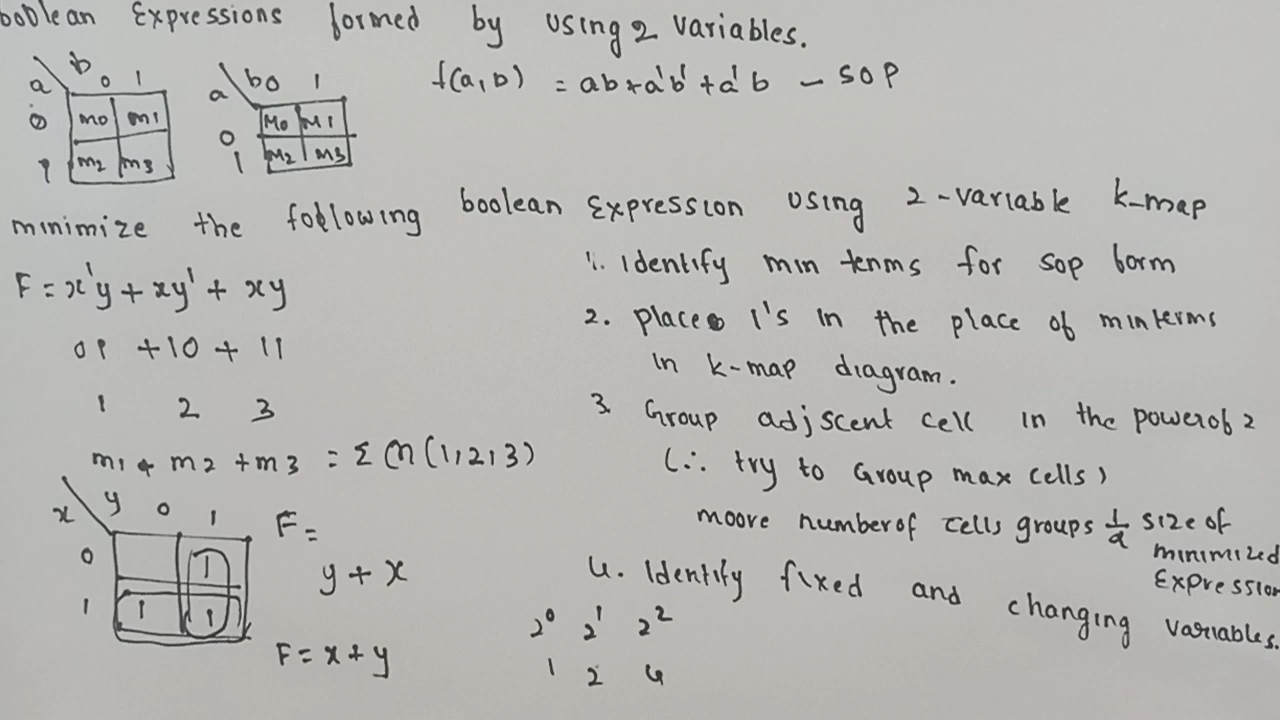 boolean Expressions formed by using 2 variables.
a b 0 1
0 m0 m1
1 m2 m3
a b 0 1
0 M0 M1
1 M2 M3
f(a,b) = ab+a'b'+a'b - SOP
minimize the following boolean Expression using 2-variable k-map
F = x'y + xy' + xy
01 + 10 + 11
1 2 3
m1 + m2 + m3 = Σm(1,2,3)
x y 0 1
0 1
1 1 1
F =
y + x
F = x + y
1. Identify min terms for sop form
2. place 1's in the place of minterms
in k-map diagram.
3. Group adjscent cell in the powerof 2
(∴ try to Group max cells)
moore numberof cells groups 1/a size of
minimized
Expression
4. Identify fixed and changing variables.
2⁰ 2¹ 2²
1 2 4